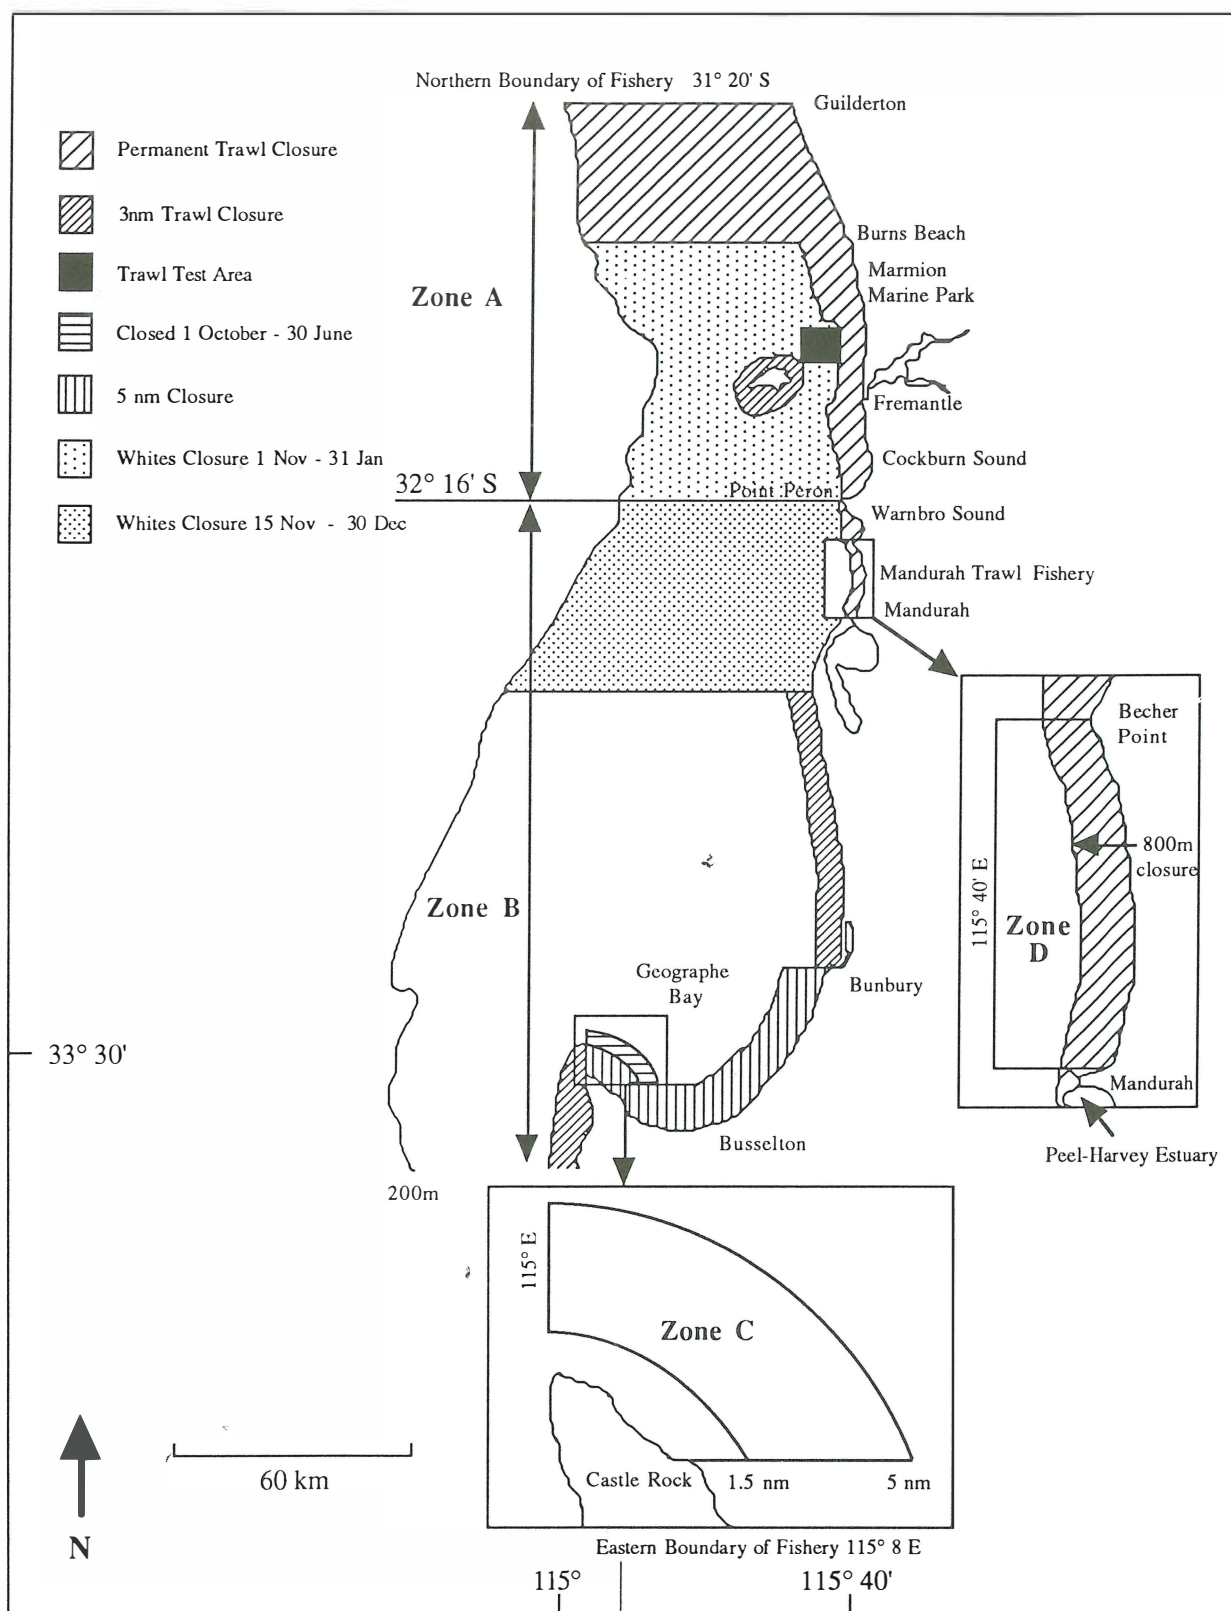 Northern Boundary of Fishery 31° 20' S
Guilderton
Permanent Trawl Closure
3nm Trawl Closure
Trawl Test Area
Closed 1 October - 30 June
5 nm Closure
Whites Closure 1 Nov - 31 Jan
Whites Closure 15 Nov - 30 Dec
Burns Beach
Marmion
Marine Park
Zone A
Fremantle
Cockburn Sound
32° 16' S
Point Peron
Warnbro Sound
Mandurah Trawl Fishery
Mandurah
Becher
Point
800m
closure
115° 40' E
Zone
D
Mandurah
Peel-Harvey Estuary
Zone B
Geographe
Bay
Bunbury
33° 30'
Busselton
200m
115° E
Zone C
Castle Rock
1.5 nm
5 nm
60 km
N
Eastern Boundary of Fishery 115° 8 E
115°
115° 40'